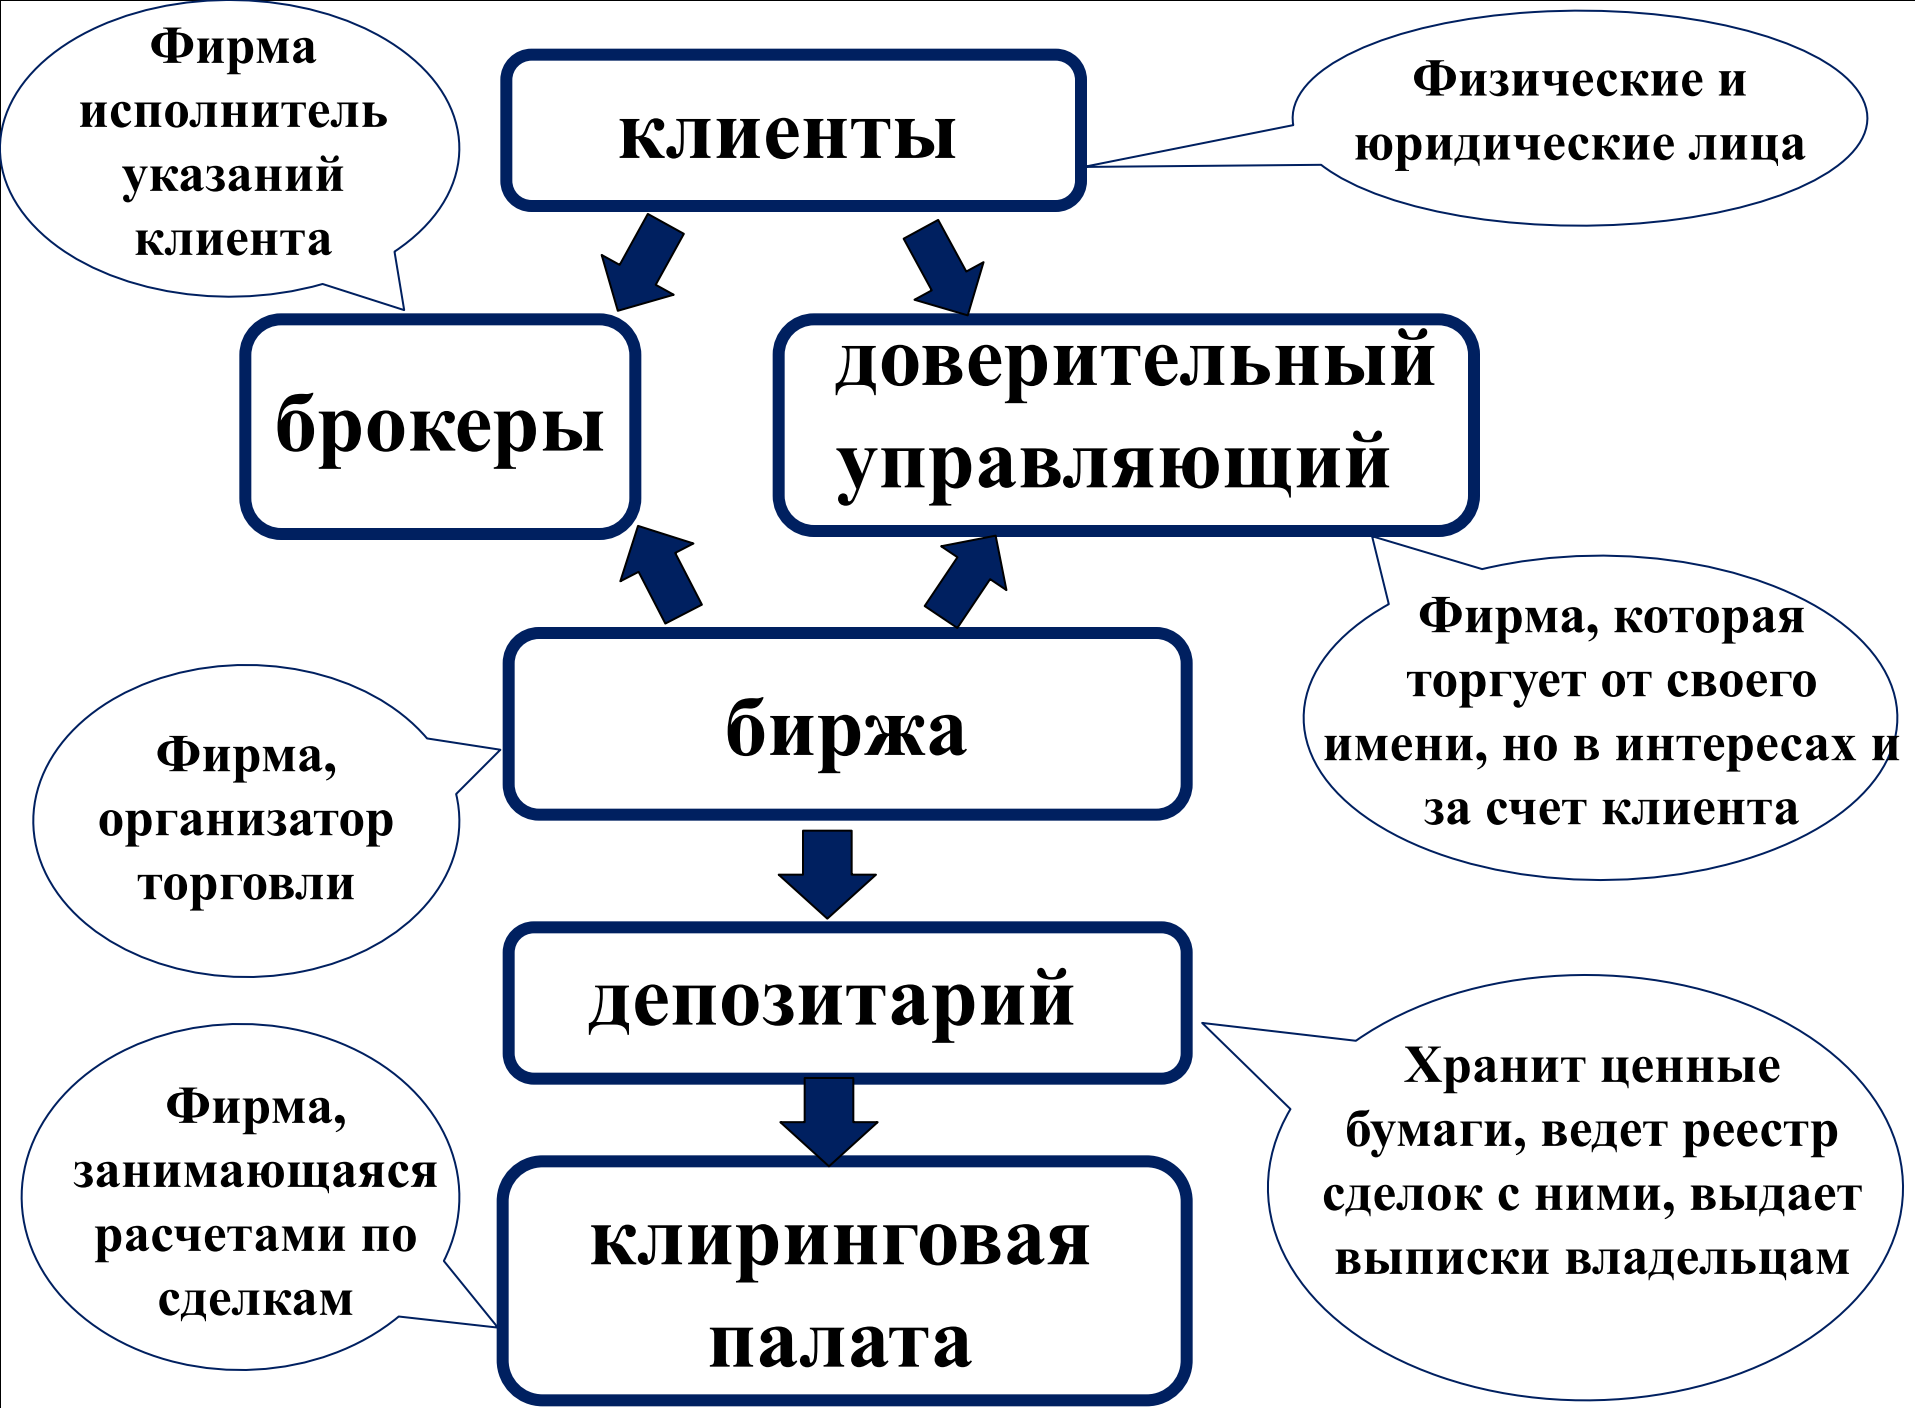 Фирма
исполнитель
указаний
клиента
клиенты
Физические и
юридические лица
брокеры
доверительный
управляющий
Фирма, которая
торгует от своего
имени, но в интересах и
за счет клиента
биржа
Фирма,
организатор
торговли
депозитарий
Хранит ценные
бумаги, ведет реестр
сделок с ними, выдает
выписки владельцам
Фирма,
занимающаяся
расчетами по
сделкам
клиринговая
палата